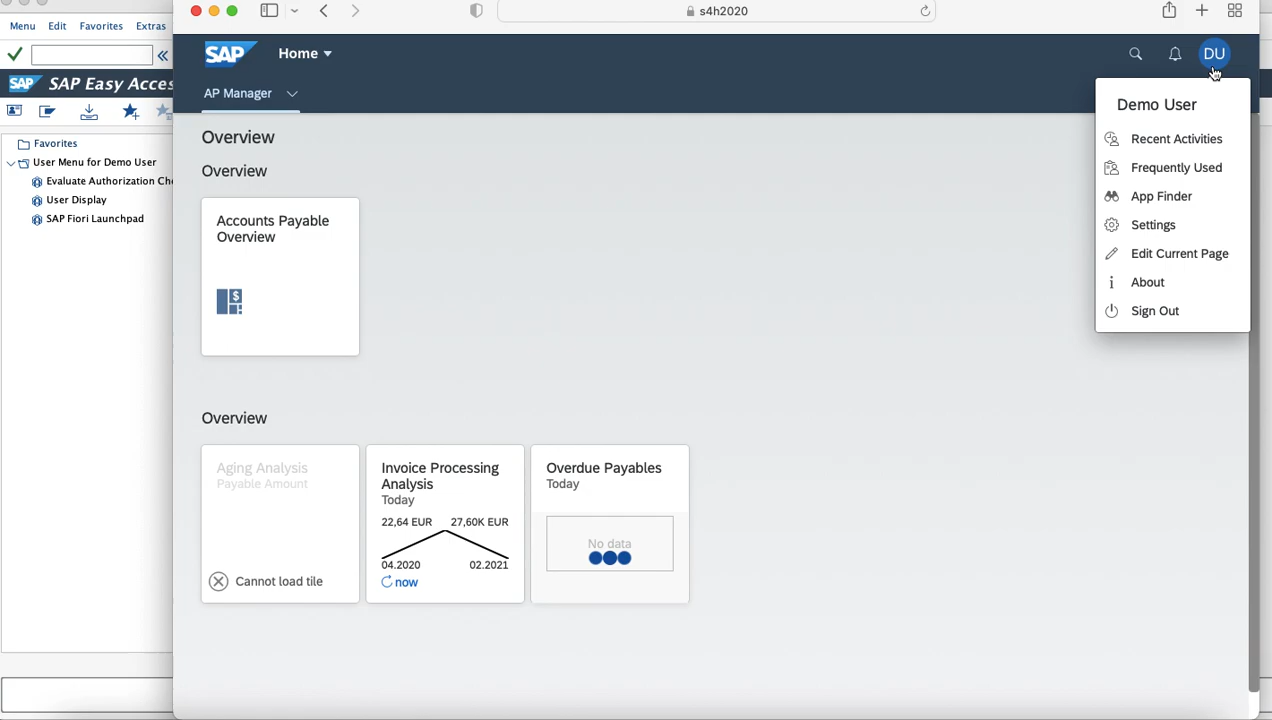 Menu Edit Favorites Extras
SAP SAP Easy Acces
Favorites
User Menu for Demo User
Evaluate Authorization Che
User Display
SAP Fiori Launchpad
s4h2020
SAP Home
DU
AP Manager
Demo User
Recent Activities
Frequently Used
App Finder
Settings
Edit Current Page
About
Sign Out
Overview
Overview
Accounts Payable
Overview
$
Overview
Aging Analysis
Payable Amount
Cannot load tile
Invoice Processing
Analysis
Today
22,64 EUR 27,60K EUR
04.2020 02.2021
now
Overdue Payables
Today
No data